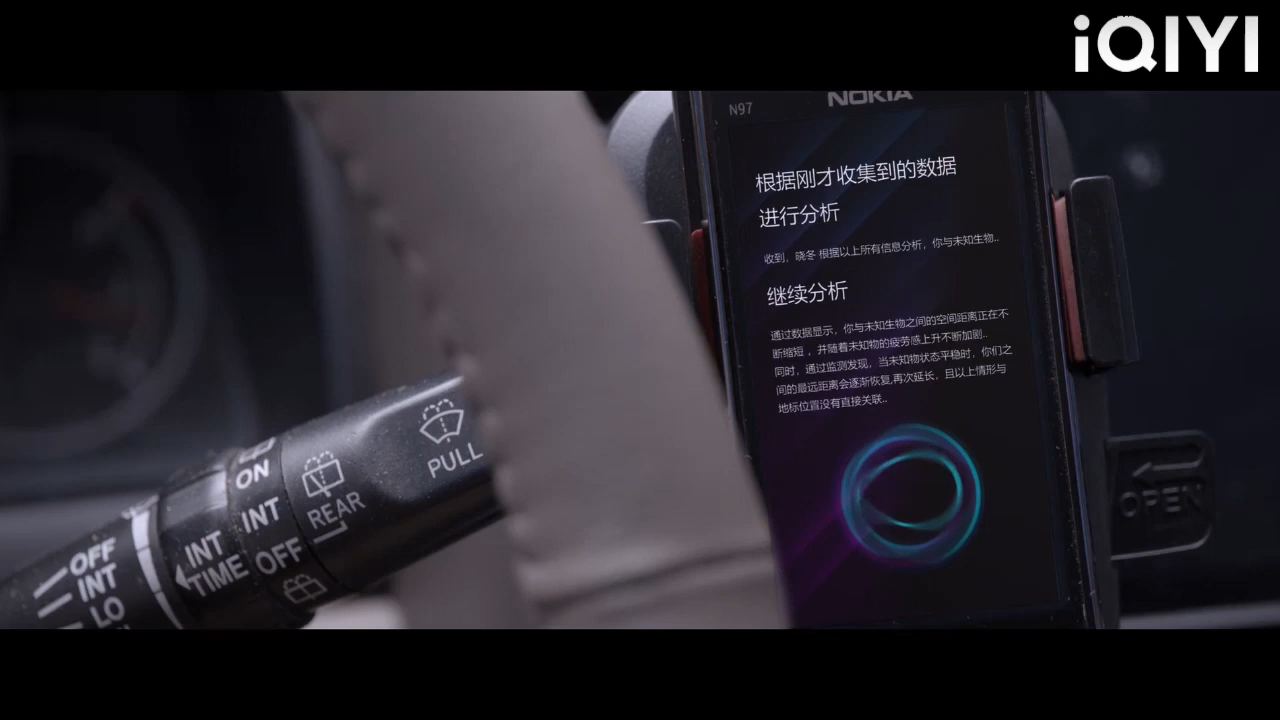 iQIYI
NOKIA
N97
根据刚才收集到的数据
进行分析
收到，晓冬 根据以上所有信息分析，你与未知生物..
继续分析
通过数据显示，你与未知生物之间的空间距离正在不
断缩短，并随着未知物的疲劳感上升不断加剧..
同时，通过监测发现，当未知物状态平稳时，你们之
间的最远距离会逐渐恢复,再次延长，且以上情形与
地标位置没有直接关联..
PULL
REAR
ON
INT
OFF
INT
TIME
OFF
INT
LO
OPEN